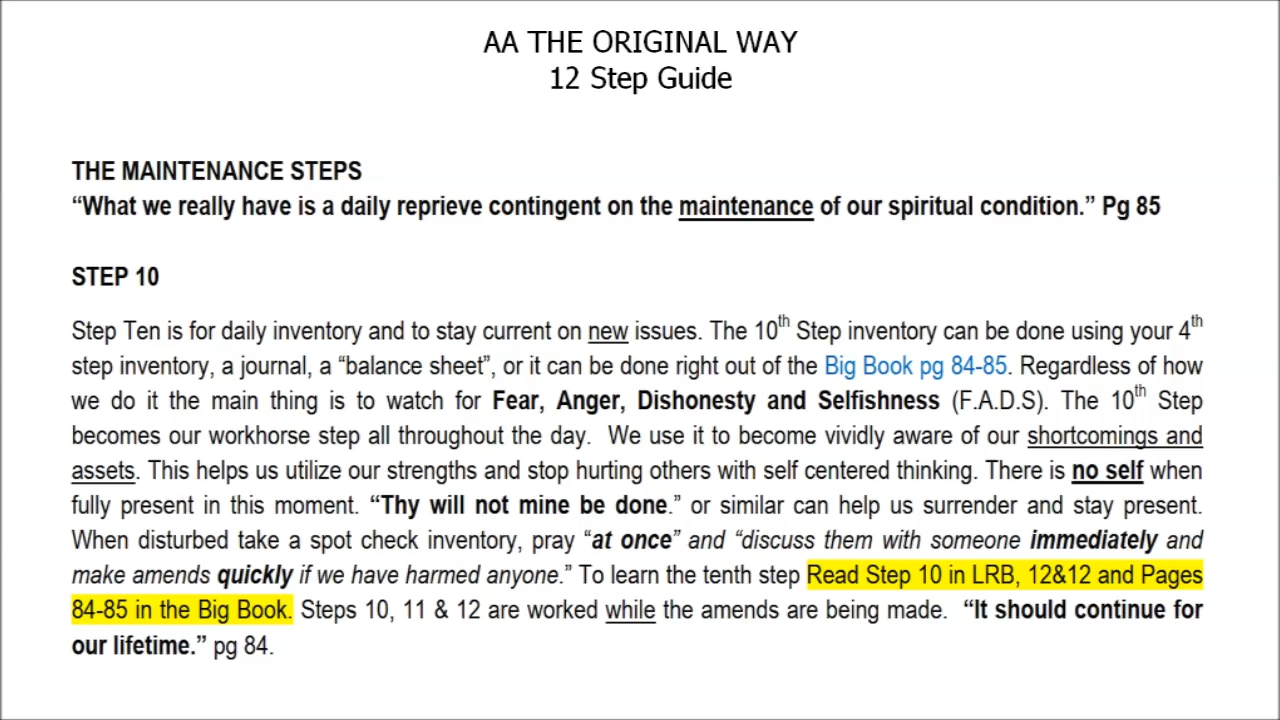 AA THE ORIGINAL WAY
12 Step Guide
THE MAINTENANCE STEPS
“What we really have is a daily reprieve contingent on the maintenance of our spiritual condition.” Pg 85
STEP 10
Step Ten is for daily inventory and to stay current on new issues. The 10th Step inventory can be done using your 4th
step inventory, a journal, a “balance sheet”, or it can be done right out of the Big Book pg 84-85. Regardless of how
we do it the main thing is to watch for Fear, Anger, Dishonesty and Selfishness (F.A.D.S). The 10th Step
becomes our workhorse step all throughout the day.  We use it to become vividly aware of our shortcomings and
assets. This helps us utilize our strengths and stop hurting others with self centered thinking. There is no self when
fully present in this moment. “Thy will not mine be done.” or similar can help us surrender and stay present.
When disturbed take a spot check inventory, pray “at once” and “discuss them with someone immediately and
make amends quickly if we have harmed anyone.” To learn the tenth step Read Step 10 in LRB, 12&12 and Pages
84-85 in the Big Book. Steps 10, 11 & 12 are worked while the amends are being made.  “It should continue for
our lifetime.” pg 84.